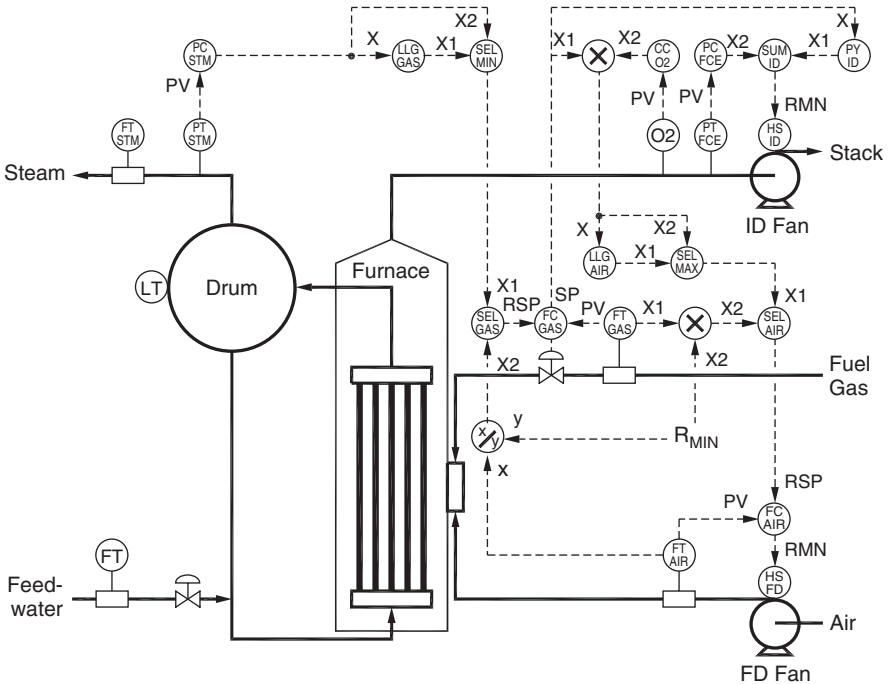 X2
X
PC
STM
X
LLG
GAS
X1
SEL
MIN
X1
X2
CC
O2
PC
FCE
X2
SUM
ID
X1
PY
ID
PV
PV
PV
RMN
FT
STM
PT
STM
O2
PT
FCE
HS
ID
Steam
Stack
ID Fan
X
X2
LLG
AIR
X1
SEL
MAX
Furnace
LT
Drum
X1
SP
X1
SEL
GAS
RSP
FC
GAS
PV
FT
GAS
X1
X2
SEL
AIR
X2
X2
Fuel
Gas
x/y
y
x
RMIN
RSP
PV
FC
AIR
FT
FT
AIR
RMN
HS
FD
Feed-
water
Air
FD Fan